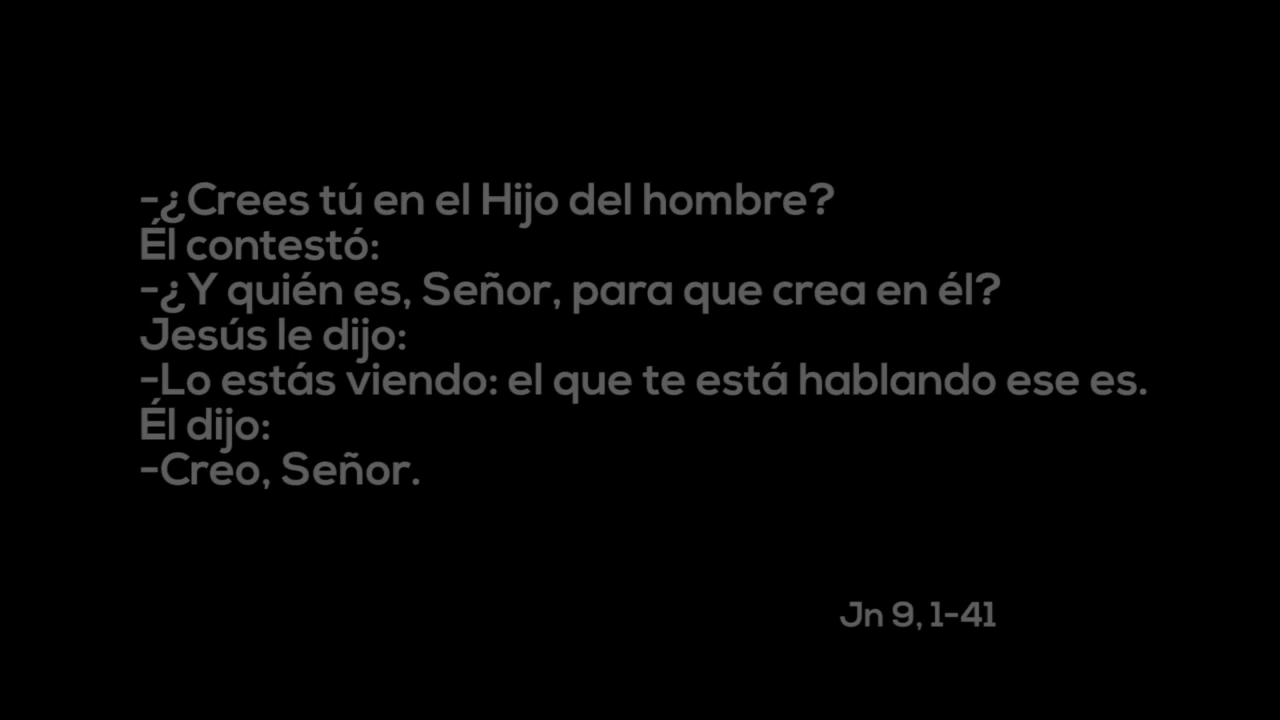 -¿Crees tú en el Hijo del hombre?
Él contestó:
-¿Y quién es, Señor, para que crea en él?
Jesús le dijo:
-Lo estás viendo: el que te está hablando ese es.
Él dijo:
-Creo, Señor.
Jn 9, 1-41